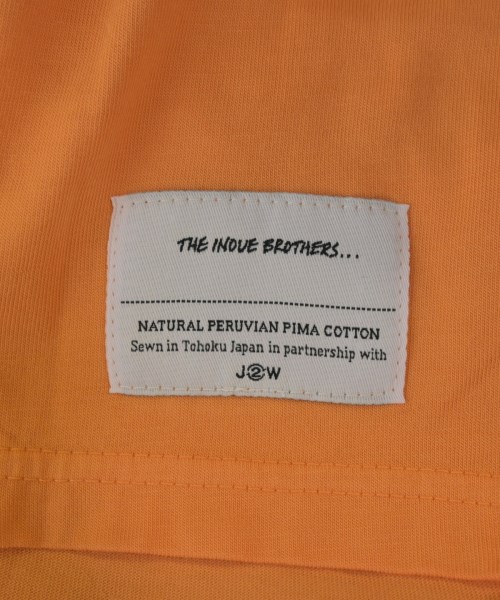 THE INOUE BROTHERS...
NATURAL PERUVIAN PIMA COTTON
Sewn in Tohoku Japan in partnership with
J②W